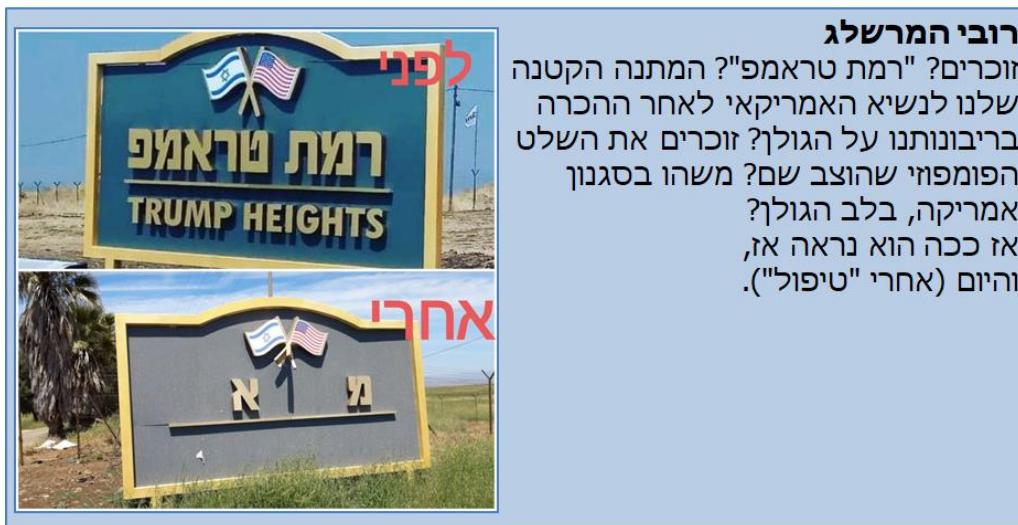 רובי המרשלג
זוכרים? "רמת טראמפ"? המתנה הקטנה
שלנו לנשיא האמריקאי לאחר ההכרה
בריבונותנו על הגולן? זוכרים את השלט
הפומפוזי שהוצב שם? משהו בסגנון
אמריקה, בלב הגולן?
אז ככה הוא נראה אז,
והיום (אחרי "טיפול").
לפני
רמת טראמפ
TRUMP HEIGHTS
אחרי
מ א